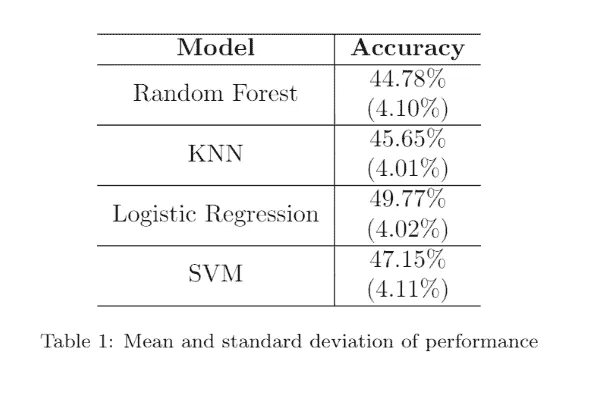 Model Accuracy
Random Forest 44.78%
(4.10%)
KNN 45.65%
(4.01%)
Logistic Regression 49.77%
(4.02%)
SVM 47.15%
(4.11%)
Table 1: Mean and standard deviation of performance